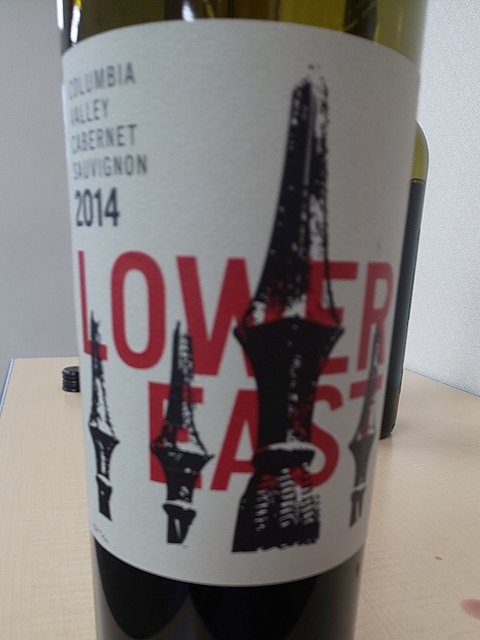 COLUMBIA
VALLEY
CABERNET
SAUVIGNON
2014
LOWER
EAST